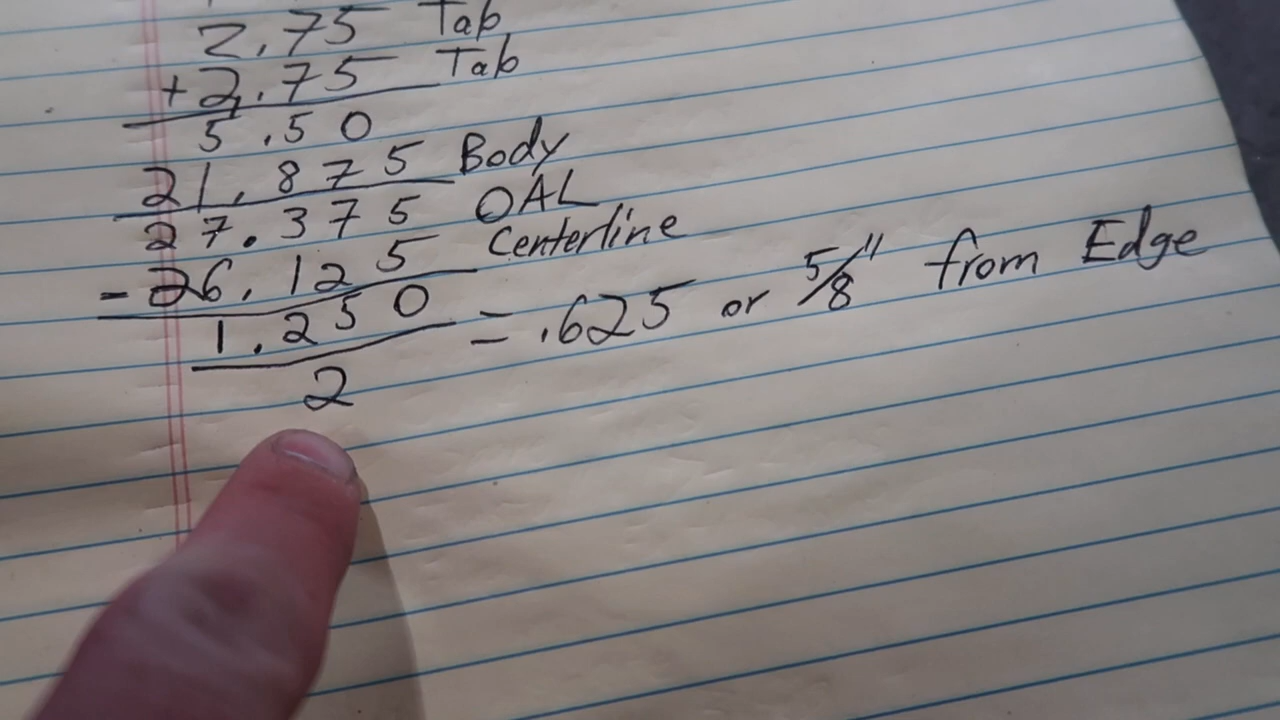 2.75 Tab
+2.75 Tab
5.50
21.875 Body
27.375 OAL
-26.125 Centerline
1.250 = .625 or 5/8" from Edge
2